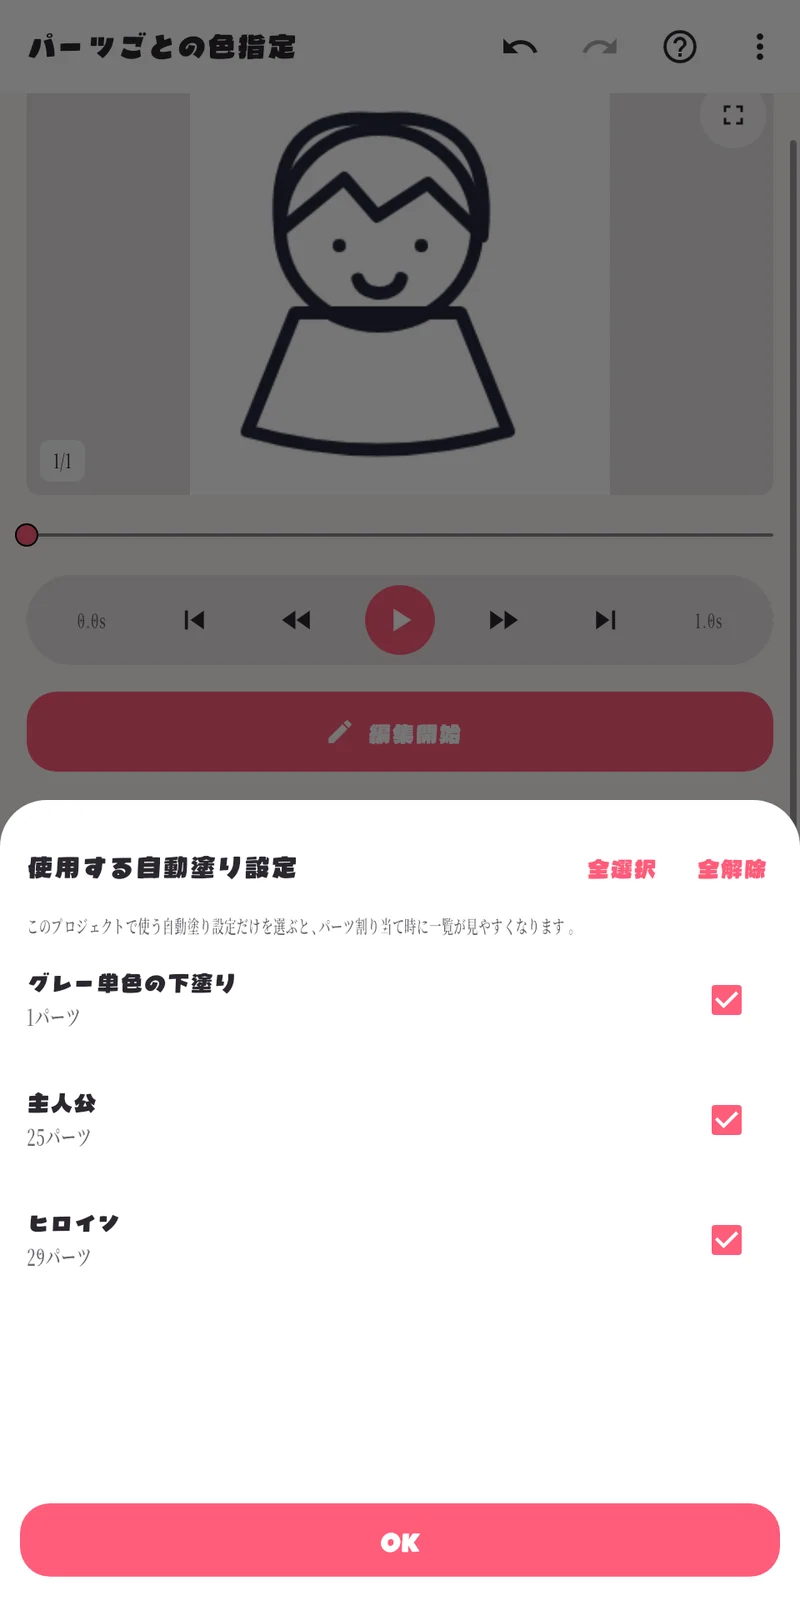 パーツごとの色指定
1/1
0.0s
1.0s
編集開始
使用する自動塗り設定
全選択
全解除
このプロジェクトで使う自動塗り設定だけを選ぶと、パーツ割り当て時に一覧が見やすくなります。
グレー単色の下塗り
1パーツ
主人公
25パーツ
ヒロイン
29パーツ
OK